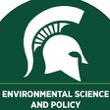 ENVIRONMENTAL SCIENCE
AND POLICY